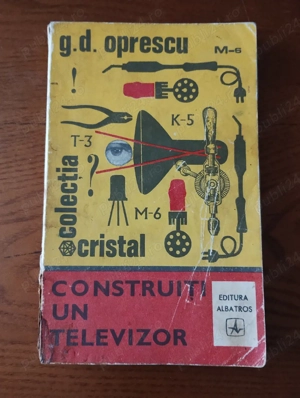 g.d. oprescu
M-6
!
K-5
T-3
?
M-6
colecția
cristal
CONSTRUIȚI
UN
TELEVIZOR
EDITURA
ALBATROS